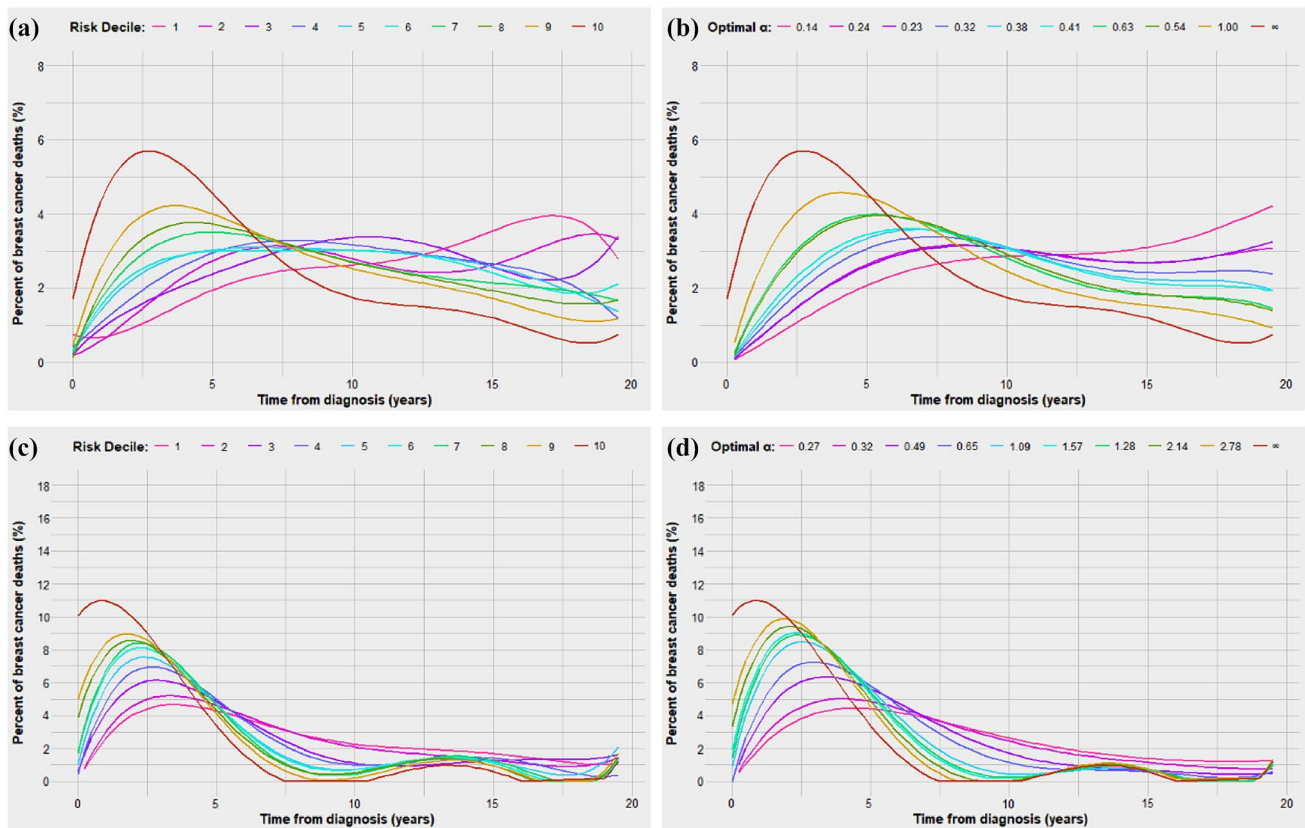 (a) Risk Decile: 1 2 3 4 5 6 7 8 9 10
8
6
4
2
0
Percent of breast cancer deaths (%)
0 5 10 15 20
Time from diagnosis (years)
(b) Optimal α: 0.14 0.24 0.23 0.32 0.38 0.41 0.63 0.54 1.00 ∞
8
6
4
2
0
Percent of breast cancer deaths (%)
0 5 10 15 20
Time from diagnosis (years)
(c) Risk Decile: 1 2 3 4 5 6 7 8 9 10
18
16
14
12
10
8
6
4
2
0
Percent of breast cancer deaths (%)
0 5 10 15 20
Time from diagnosis (years)
(d) Optimal α: 0.27 0.32 0.49 0.65 1.09 1.57 1.28 2.14 2.78 ∞
18
16
14
12
10
8
6
4
2
0
Percent of breast cancer deaths (%)
0 5 10 15 20
Time from diagnosis (years)